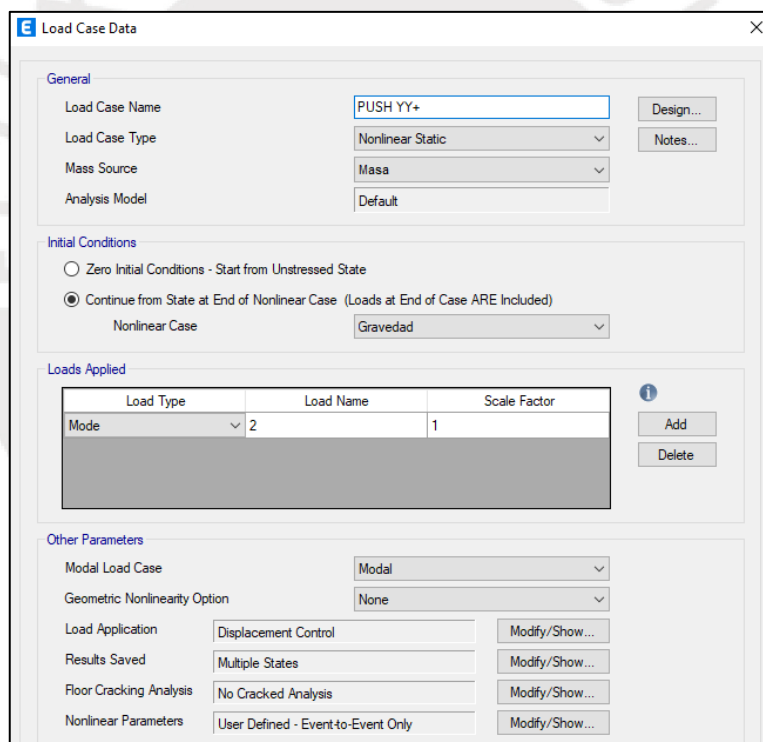 E Load Case Data
General
Load Case Name PUSH YY+ Design...
Load Case Type Nonlinear Static Notes...
Mass Source Masa
Analysis Model Default
Initial Conditions
Zero Initial Conditions - Start from Unstressed State
Continue from State at End of Nonlinear Case (Loads at End of Case ARE Included)
Nonlinear Case Gravedad
Loads Applied
Load Type Load Name Scale Factor
Mode 2 1
Add
Delete
Other Parameters
Modal Load Case Modal
Geometric Nonlinearity Option None
Load Application Displacement Control Modify/Show...
Results Saved Multiple States Modify/Show...
Floor Cracking Analysis No Cracked Analysis Modify/Show...
Nonlinear Parameters User Defined - Event-to-Event Only Modify/Show...